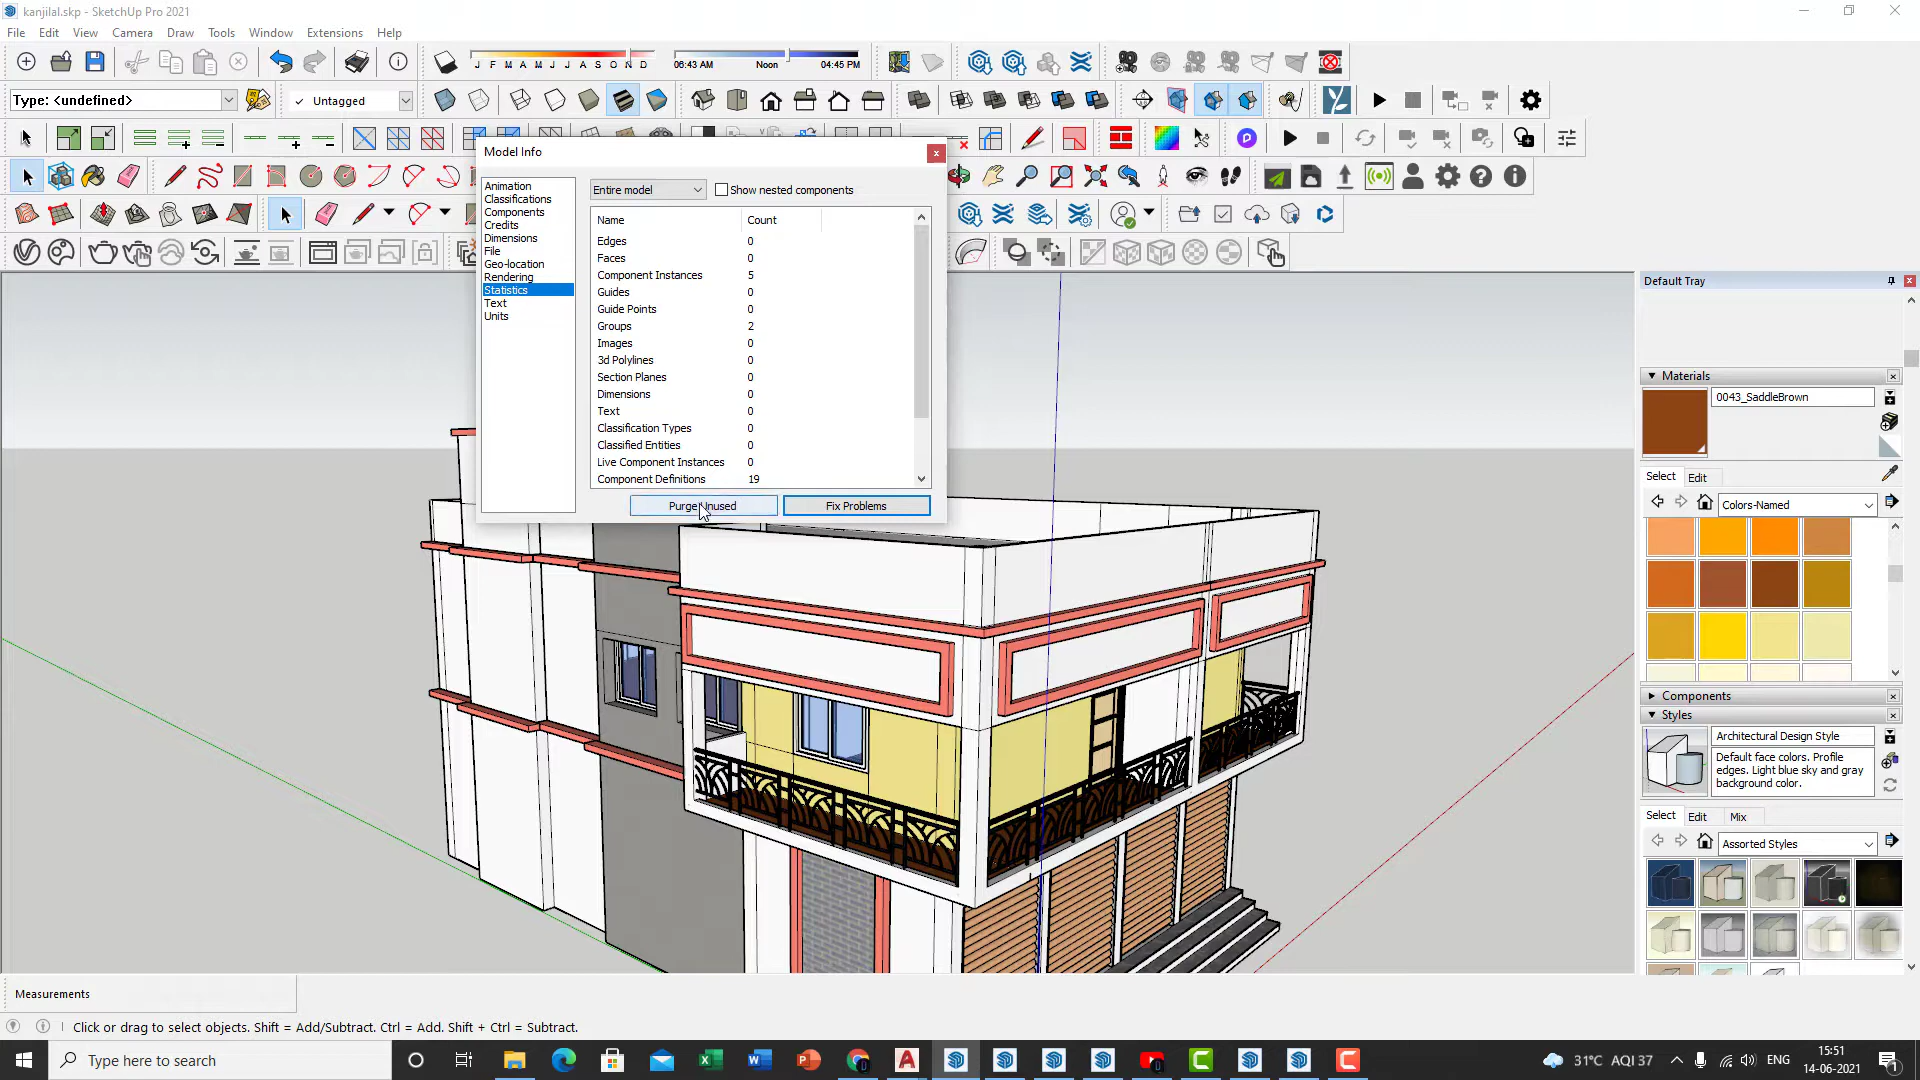 kanjilal.skp - SketchUp Pro 2021
File Edit View Camera Draw Tools Window Extensions Help
J F M A M J J A S O N D
06:43 AM Noon 04:45 PM
Type: <undefined>
✓ Untagged
Model Info
Animation
Classifications
Components
Credits
Dimensions
File
Geo-location
Rendering
Statistics
Text
Units
Entire model
Show nested components
Name Count
Edges 0
Faces 0
Component Instances 5
Guides 0
Guide Points 0
Groups 2
Images 0
3d Polylines 0
Section Planes 0
Dimensions 0
Text 0
Classification Types 0
Classified Entities 0
Live Component Instances 0
Component Definitions 19
Purge Unused
Fix Problems
Default Tray
Materials
0043_SaddleBrown
Select Edit
Colors-Named
Components
Styles
Architectural Design Style
Default face colors. Profile
edges. Light blue sky and gray
background color.
Select Edit Mix
Assorted Styles
Measurements
Click or drag to select objects. Shift = Add/Subtract. Ctrl = Add. Shift + Ctrl = Subtract.
Type here to search
31°C AQI 37
ENG
15:51
14-06-2021